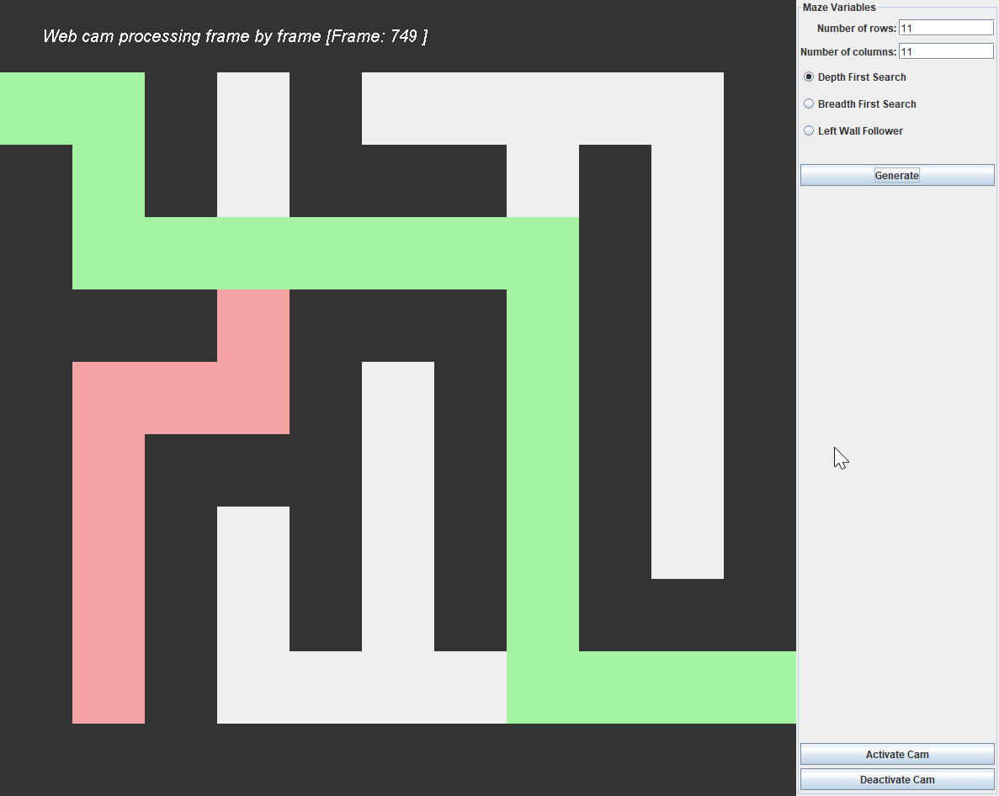 Web cam processing frame by frame [Frame: 749 ]
Maze Variables
Number of rows: 11
Number of columns: 11
Depth First Search
Breadth First Search
Left Wall Follower
Generate
Activate Cam
Deactivate Cam